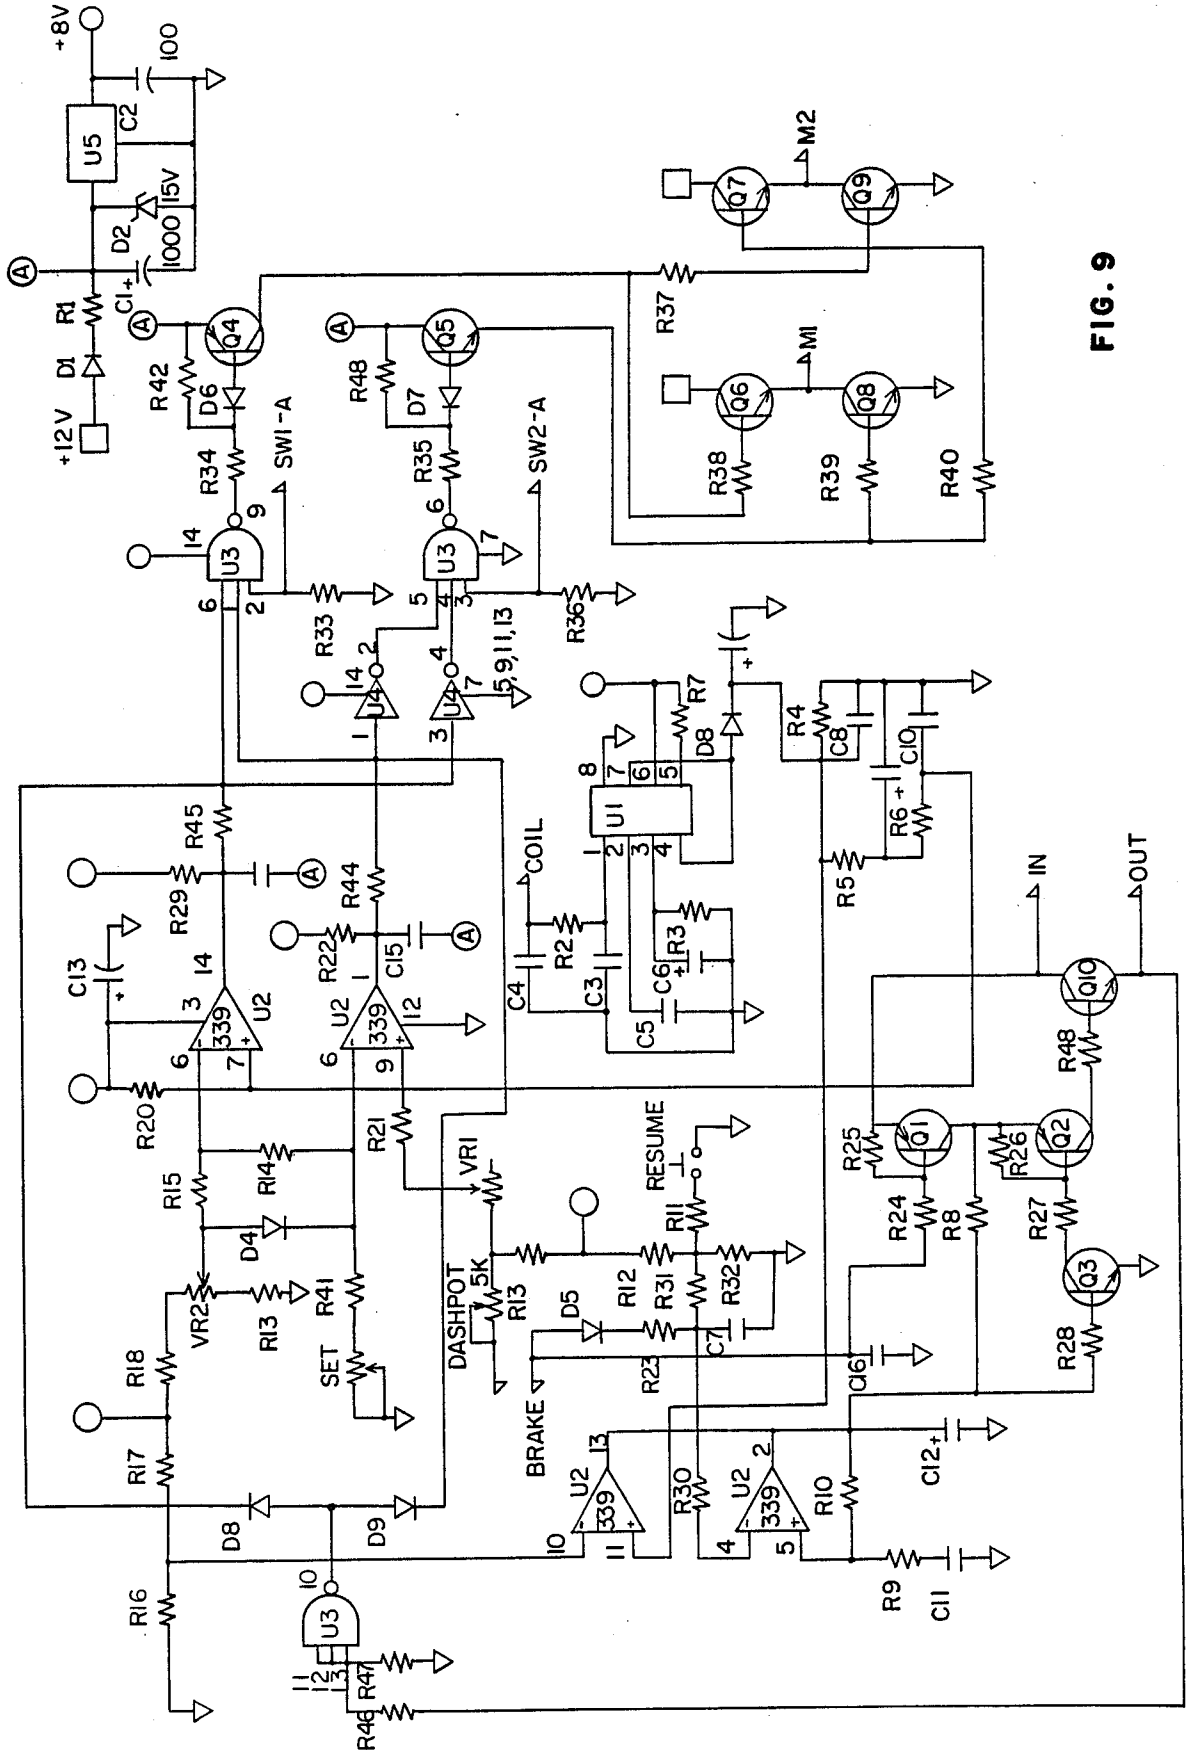 +8V
100
C2
U5
15V
D2
1000
C1+
A
R1
D1
+12V
A
Q4
R42
D6
R34
9
SW1-A
14
U3
6
1
2
R33
A
Q5
R48
D7
R35
6
SW2-A
U3
7
5
4
3
R36
2
14
U4
1
4
U4
7
5,9,11,13
3
M2
Q7
Q9
R37
M1
Q6
Q8
R38
R39
R40
FIG. 9
R45
R29
A
C13
+
14
3
U2
339
6
-
7
+
R20
R44
R22
C15
A
1
U2
339
12
6
-
9
+
R21
R15
R14
D4
VR2
R13
R41
SET
R18
R17
R16
D8
D9
10
U3
11
12
13
R47
R46
COIL
C4
R2
C3
C5
C6
+
R3
U1
1
2
3
4
8
7
6
5
R7
D8
+
R4
C8
C10
+
R6
R5
VR1
5K
DASHPOT
R13
RESUME
R11
R12
R31
R32
D5
R23
C7
BRAKE
C16
U2
13
339
10
-
11
+
R30
U2
2
339
4
-
5
+
R10
C12
+
R9
C11
IN
OUT
Q10
R48
R25
Q1
R24
R8
R26
Q2
R27
Q3
R28